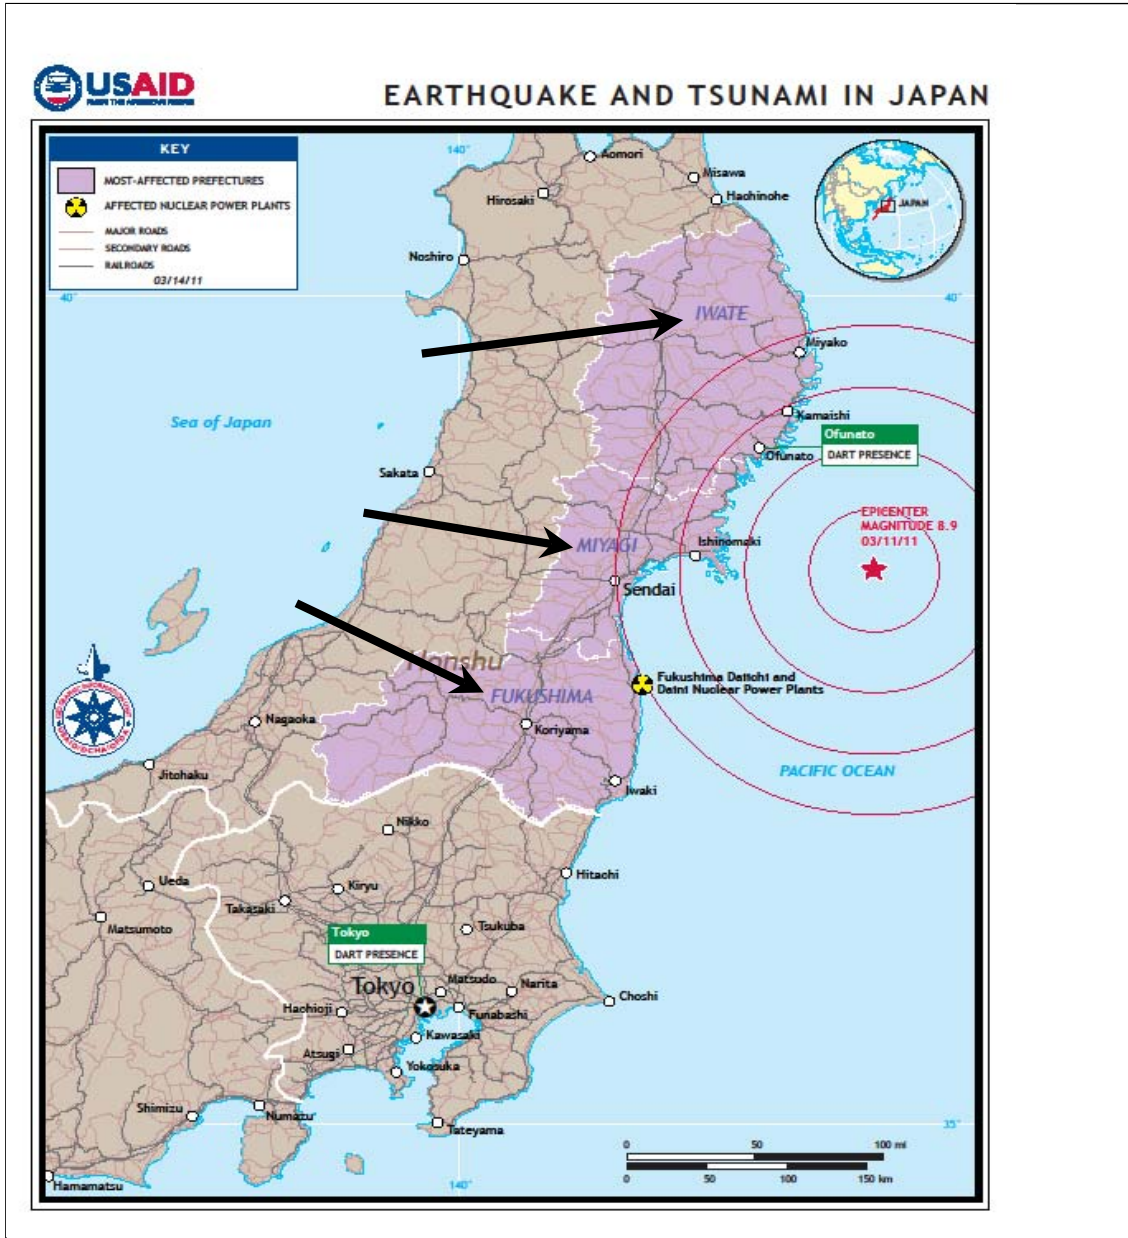 USAID
EARTHQUAKE AND TSUNAMI IN JAPAN
KEY
MOST-AFFECTED PREFECTURES
AFFECTED NUCLEAR POWER PLANTS
MAJOR ROADS
SECONDARY ROADS
RAILROADS
03/14/11
140°
Aomori
Misawa
Hirosaki
Hachinohe
JAPAN
Noshiro
40°
40°
IWATE
Miyako
Sea of Japan
Kamaishi
Ofunato
Ofunato
DART PRESENCE
Sakata
EPICENTER
MAGNITUDE 8.9
03/11/11
MIYAGI
Ishinomaki
Sendai
Honshu
FUKUSHIMA
Fukushima Daiichi and
Daini Nuclear Power Plants
Nagaoka
Koriyama
PACIFIC OCEAN
Jitohaku
Iwaki
Nikko
Hitachi
Ueda
Kiryu
Takasaki
Matsumoto
Tsukuba
Tokyo
DART PRESENCE
Tokyo
Matsudo
Narita
Choshi
Hachioji
Funabashi
Kawasaki
Atsugi
Yokosuka
Shimizu
Numazu
Tateyama
35°
0 50 100 mi
0 50 100 150 km
Hamamatsu
140°